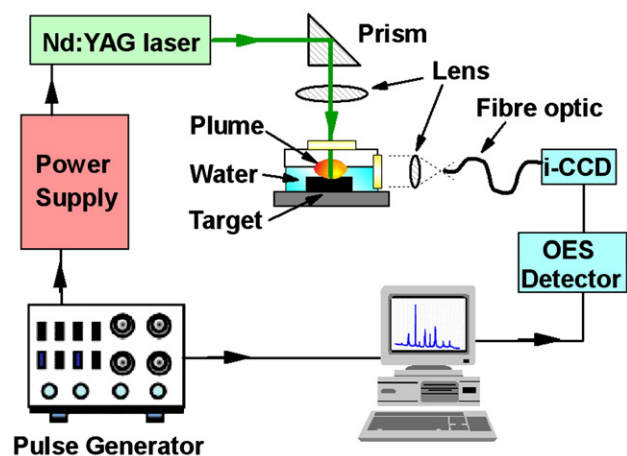 Nd:YAG laser
Prism
Lens
Fibre optic
Plume
Power
Supply
Water
i-CCD
Target
OES
Detector
Pulse Generator